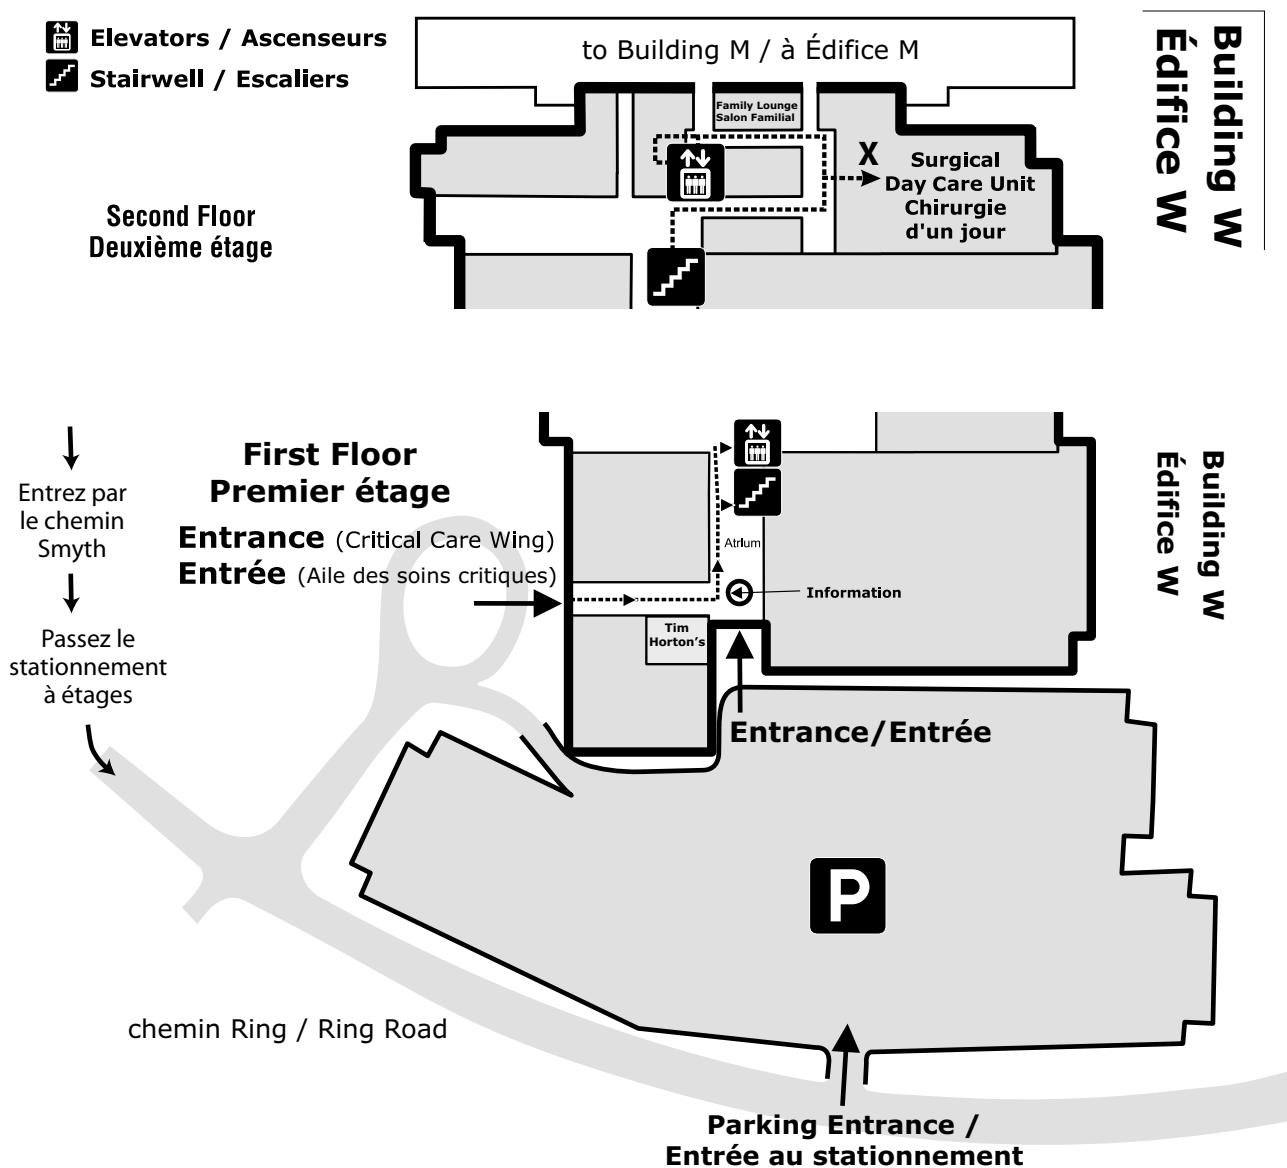 Elevators / Ascenseurs
Stairwell / Escaliers
to Building M / à Édifice M
Building W
Édifice W
Family Lounge
Salon Familial
X
Surgical
Day Care Unit
Chirurgie
d'un jour
Second Floor
Deuxième étage
First Floor
Premier étage
Entrance (Critical Care Wing)
Entrée (Aile des soins critiques)
Entrez par
le chemin
Smyth
Passez le
stationnement
à étages
Atrium
Information
Tim
Horton's
Building W
Édifice W
Entrance/Entrée
P
chemin Ring / Ring Road
Parking Entrance /
Entrée au stationnement